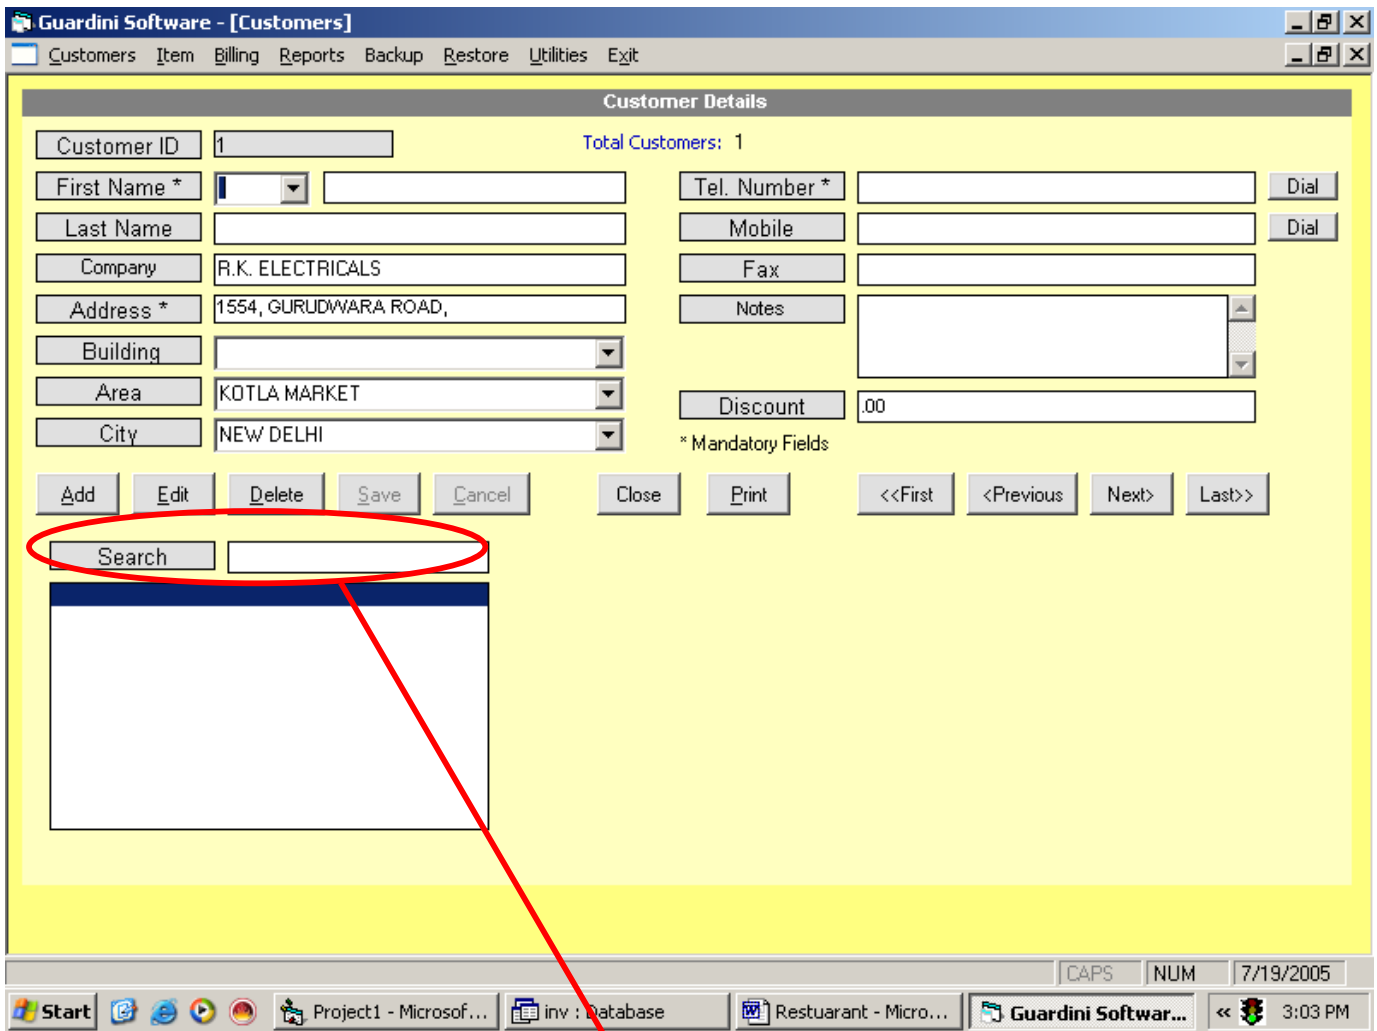 Guardini Software - [Customers]
Customers Item Billing Reports Backup Restore Utilities Exit
Customer Details
Customer ID 1 Total Customers: 1
First Name * Tel. Number * Dial
Last Name Mobile Dial
Company R.K. ELECTRICALS Fax
Address * 1554, GURUDWARA ROAD, Notes
Building
Area KOTLA MARKET Discount .00
City NEW DELHI * Mandatory Fields
Add Edit Delete Save Cancel Close Print <<First <Previous Next> Last>>
Search
CAPS NUM 7/19/2005
Start Project1 - Microsof... inv : Database Restuarant - Micro... Guardini Softwar... « 3:03 PM